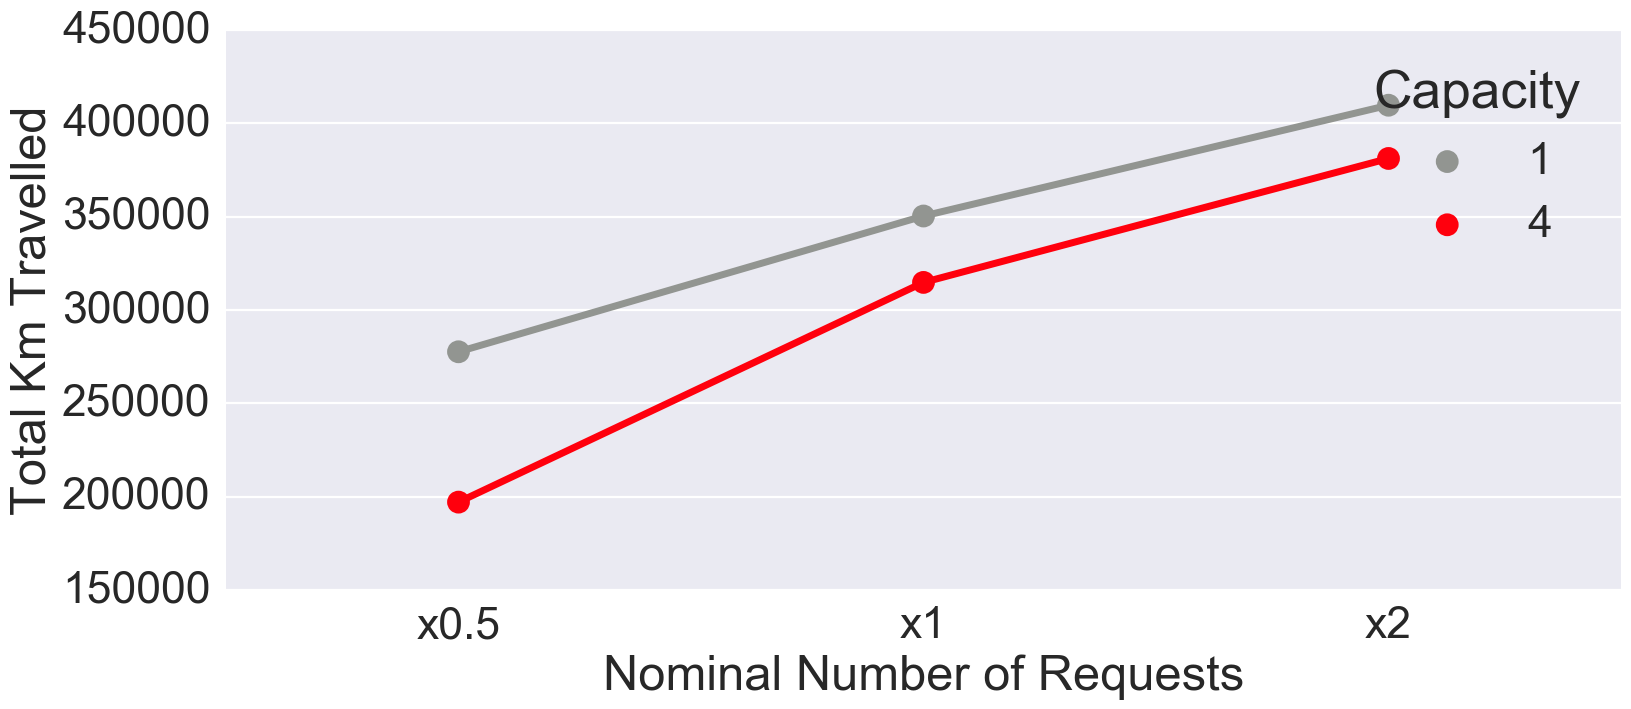 Total Km Travelled
450000
400000
350000
300000
250000
200000
150000
Capacity
1
4
x0.5
x1
x2
Nominal Number of Requests